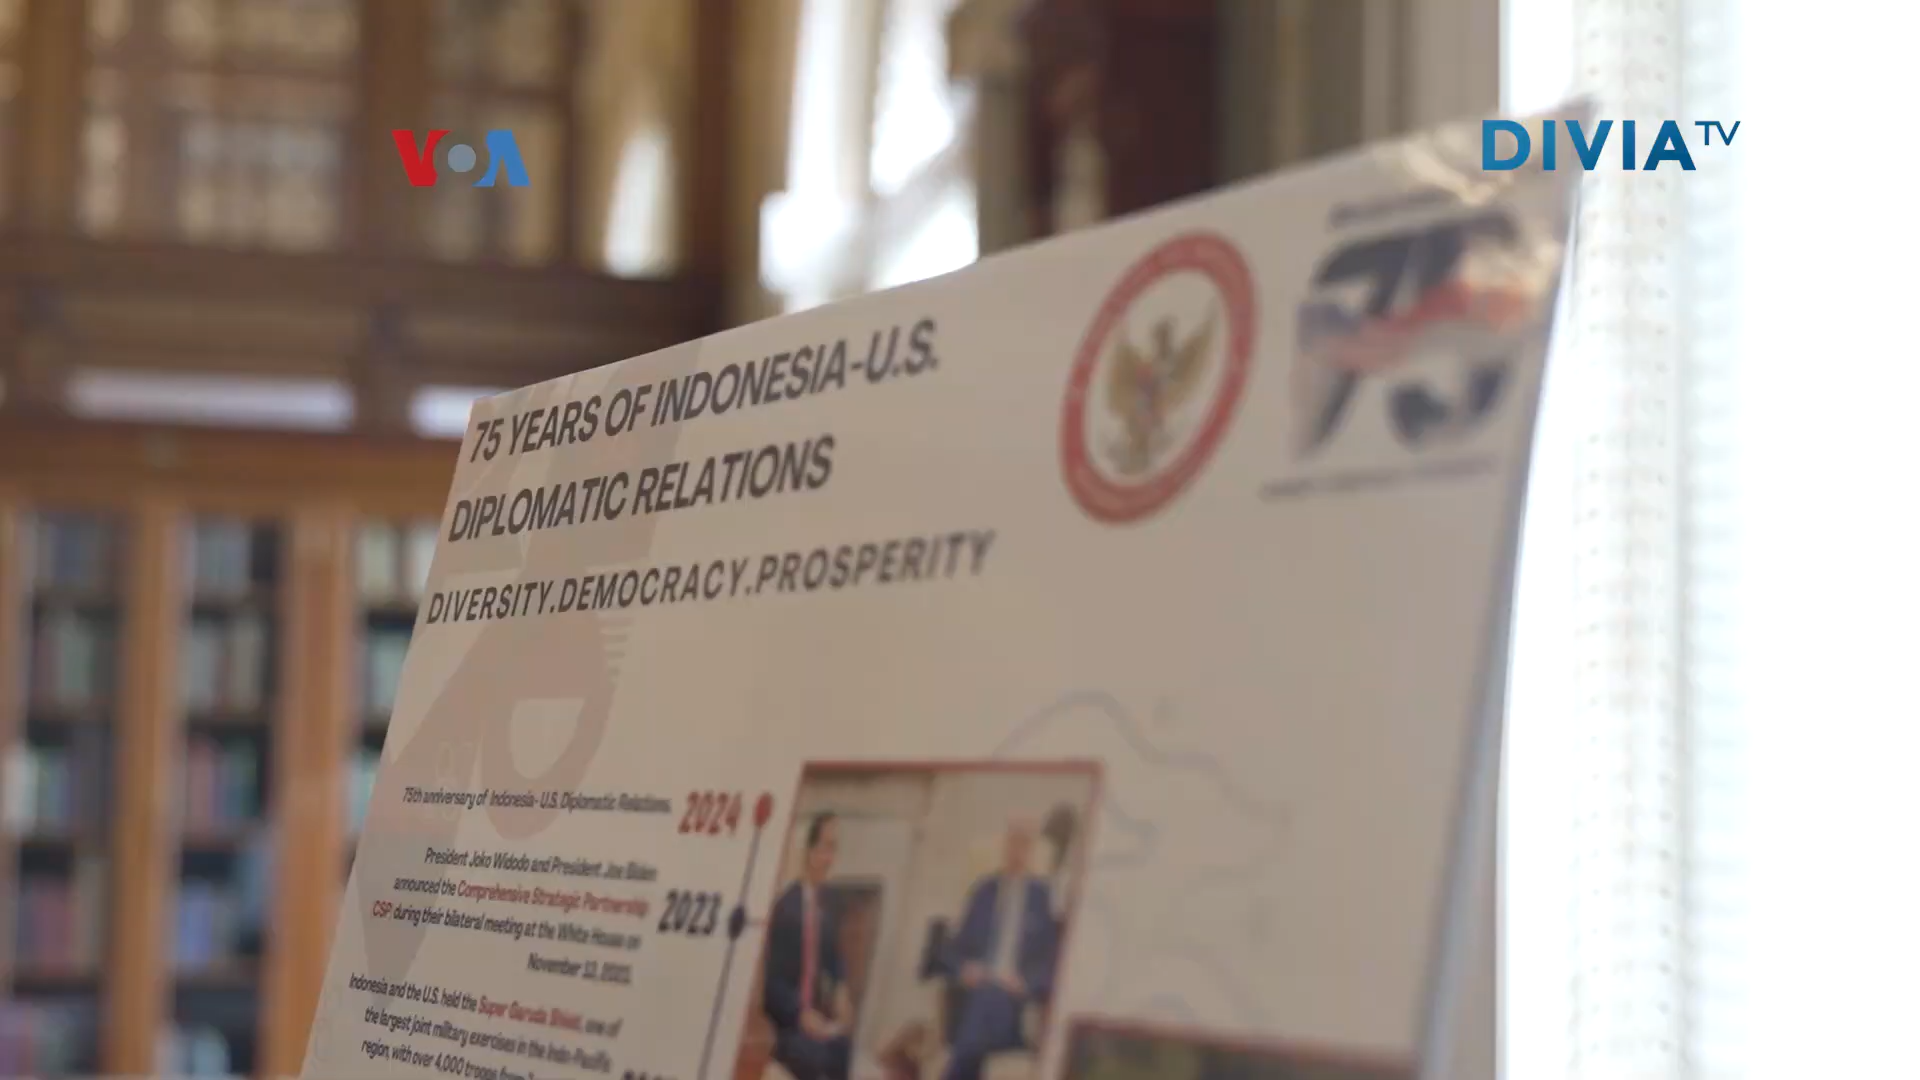 VOA
DIVIA TV
75 YEARS OF INDONESIA-U.S.
DIPLOMATIC RELATIONS
DIVERSITY.DEMOCRACY.PROSPERITY
75
75th anniversary of Indonesia- U.S. Diplomatic Relations.
2024
President Joko Widodo and President Joe Biden
announced the Comprehensive Strategic Partnership
CSP) during their bilateral meeting at the White House on
November 13, 2023.
2023
Indonesia and the U.S. held the Super Garuda Shield, one of
the largest joint military exercises in the Indo-Pacific
region, with over 4,000 troops from